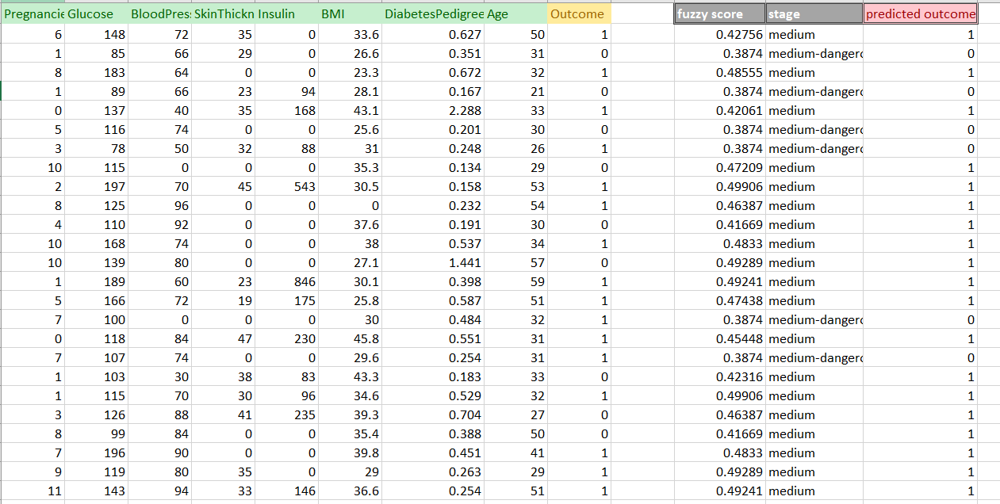 Pregnancie Glucose BloodPres: SkinThickn Insulin BMI DiabetesPedigree Age Outcome fuzzy score stage predicted outcome
6 148 72 35 0 33.6 0.627 50 1 0.42756 medium 1
1 85 66 29 0 26.6 0.351 31 0 0.3874 medium-dangerc 0
8 183 64 0 0 23.3 0.672 32 1 0.48555 medium 1
1 89 66 23 94 28.1 0.167 21 0 0.3874 medium-dangerc 0
0 137 40 35 168 43.1 2.288 33 1 0.42061 medium 1
5 116 74 0 0 25.6 0.201 30 0 0.3874 medium-dangerc 0
3 78 50 32 88 31 0.248 26 1 0.3874 medium-dangerc 0
10 115 0 0 0 35.3 0.134 29 0 0.47209 medium 1
2 197 70 45 543 30.5 0.158 53 1 0.49906 medium 1
8 125 96 0 0 0 0.232 54 1 0.46387 medium 1
4 110 92 0 0 37.6 0.191 30 0 0.41669 medium 1
10 168 74 0 0 38 0.537 34 1 0.4833 medium 1
10 139 80 0 0 27.1 1.441 57 0 0.49289 medium 1
1 189 60 23 846 30.1 0.398 59 1 0.49241 medium 1
5 166 72 19 175 25.8 0.587 51 1 0.47438 medium 1
7 100 0 0 0 30 0.484 32 1 0.3874 medium-dangerc 0
0 118 84 47 230 45.8 0.551 31 1 0.45448 medium 1
7 107 74 0 0 29.6 0.254 31 1 0.3874 medium-dangerc 0
1 103 30 38 83 43.3 0.183 33 0 0.42316 medium 1
1 115 70 30 96 34.6 0.529 32 1 0.49906 medium 1
3 126 88 41 235 39.3 0.704 27 0 0.46387 medium 1
8 99 84 0 0 35.4 0.388 50 0 0.41669 medium 1
7 196 90 0 0 39.8 0.451 41 1 0.4833 medium 1
9 119 80 35 0 29 0.263 29 1 0.49289 medium 1
11 143 94 33 146 36.6 0.254 51 1 0.49241 medium 1